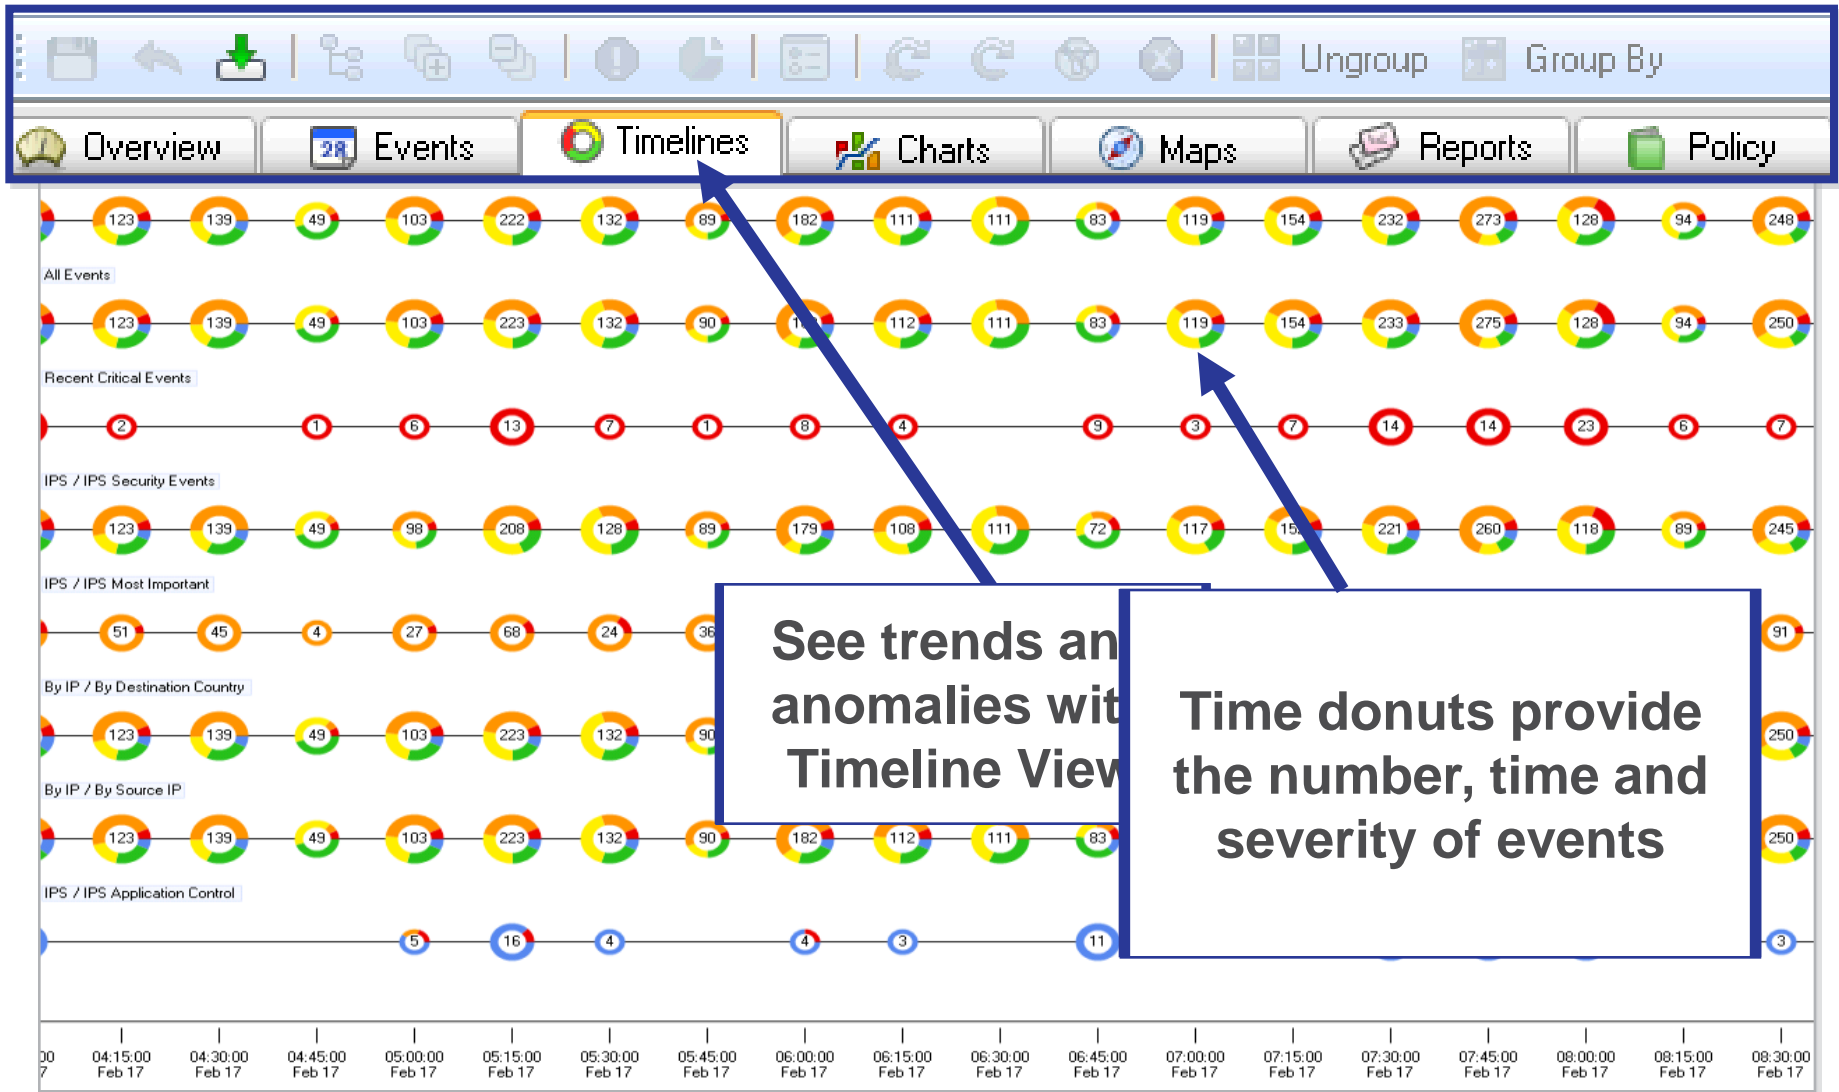 Ungroup Group By
Overview Events Timelines Charts Maps Reports Policy
123 139 49 103 222 132 89 182 111 111 83 119 154 232 273 128 94 248
All Events
123 139 49 103 223 132 90 112 111 83 119 154 233 275 128 94 250
Recent Critical Events
2 1 6 13 7 1 8 4 9 3 7 14 14 23 6 7
IPS / IPS Security Events
123 139 49 98 208 128 89 179 108 111 72 117 221 260 118 89 245
IPS / IPS Most Important
51 45 4 27 68 24 36 91
By IP / By Destination Country
123 139 49 103 223 132 90 250
By IP / By Source IP
123 139 49 103 223 132 90 182 112 111 83 250
IPS / IPS Application Control
5 16 4 4 3 11 3
See trends an
anomalies wit
Timeline View
Time donuts provide
the number, time and
severity of events
00 04:15:00 04:30:00 04:45:00 05:00:00 05:15:00 05:30:00 05:45:00 06:00:00 06:15:00 06:30:00 06:45:00 07:00:00 07:15:00 07:30:00 07:45:00 08:00:00 08:15:00 08:30:00
7 Feb 17 Feb 17 Feb 17 Feb 17 Feb 17 Feb 17 Feb 17 Feb 17 Feb 17 Feb 17 Feb 17 Feb 17 Feb 17 Feb 17 Feb 17 Feb 17 Feb 17 Feb 17